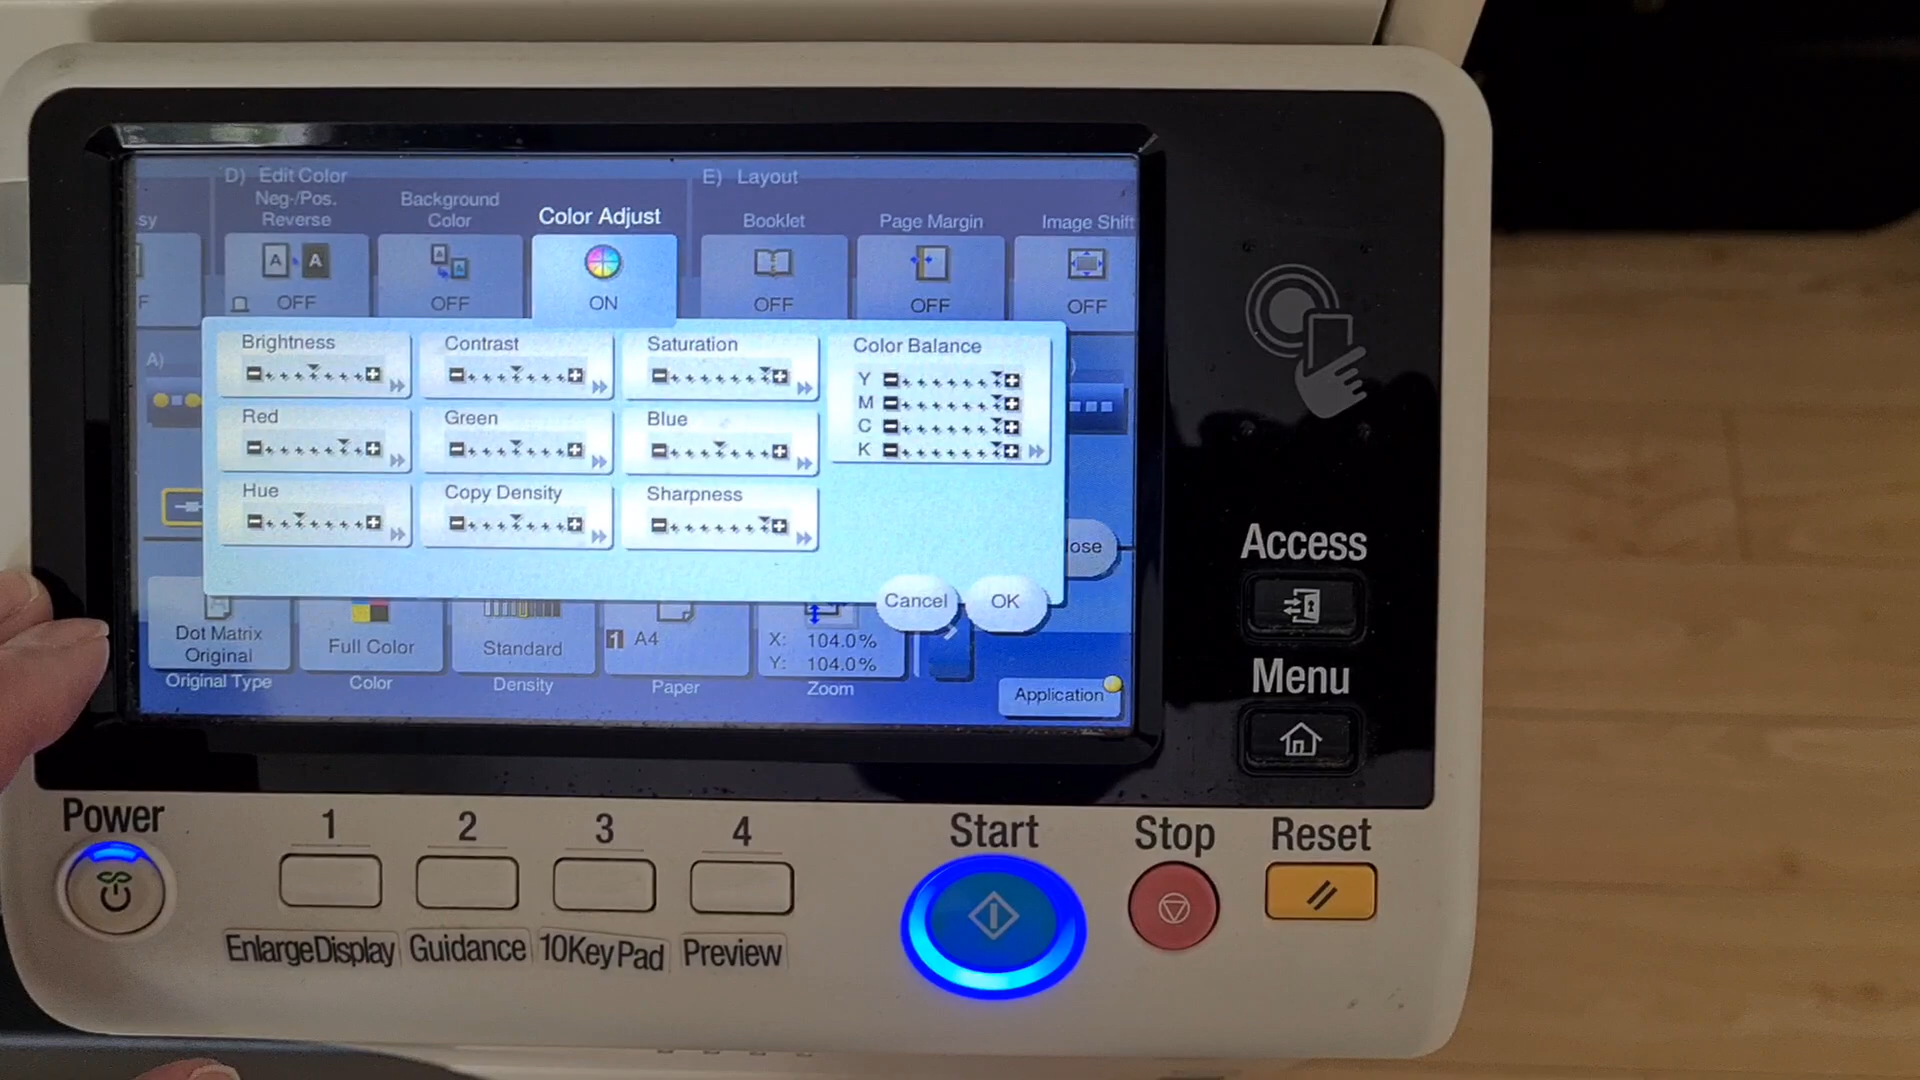 D) Edit Color
E) Layout
sy
Neg-/Pos.
Reverse
Background
Color
Color Adjust
Booklet
Page Margin
Image Shift
A
A
F
OFF
OFF
ON
OFF
OFF
OFF
A)
Brightness
Contrast
Saturation
Color Balance
Y
M
C
K
Red
Green
Blue
Hue
Copy Density
Sharpness
lose
Cancel
OK
Dot Matrix
Original
Full Color
Standard
1 A4
X: 104.0%
Y: 104.0%
Original Type
Color
Density
Paper
Zoom
Application
Access
Menu
Power
1
2
3
4
Start
Stop
Reset
EnlargeDisplay
Guidance
10KeyPad
Preview